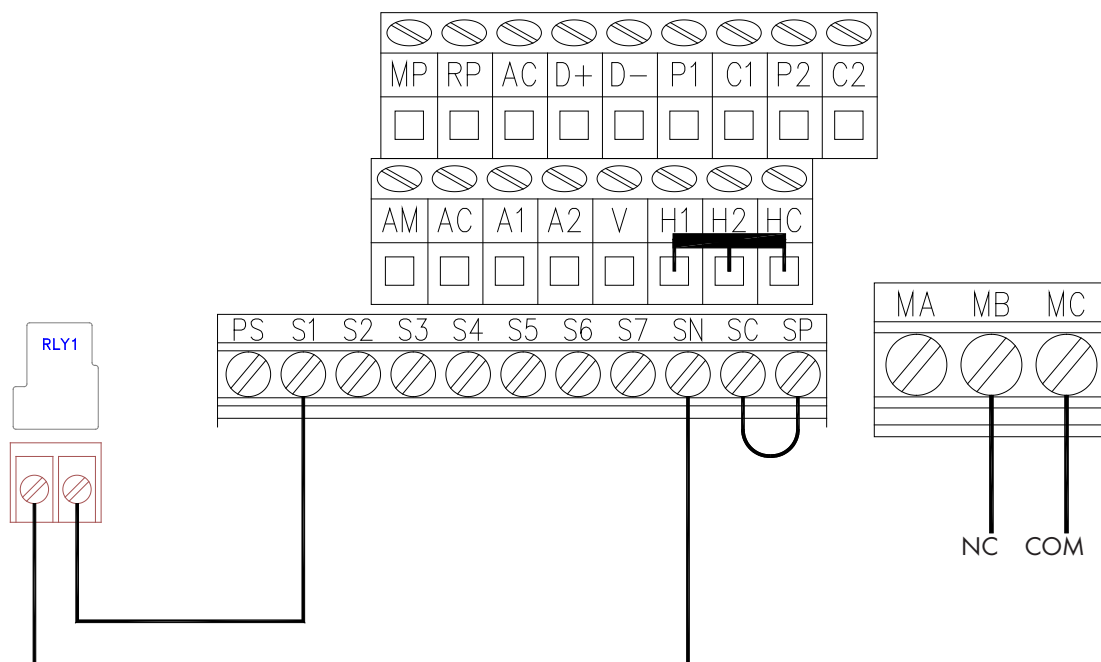 MP RP AC D+ D- P1 C1 P2 C2
AM AC A1 A2 V H1 H2 HC
PS S1 S2 S3 S4 S5 S6 S7 SN SC SP
MA MB MC
RLY1
NC COM